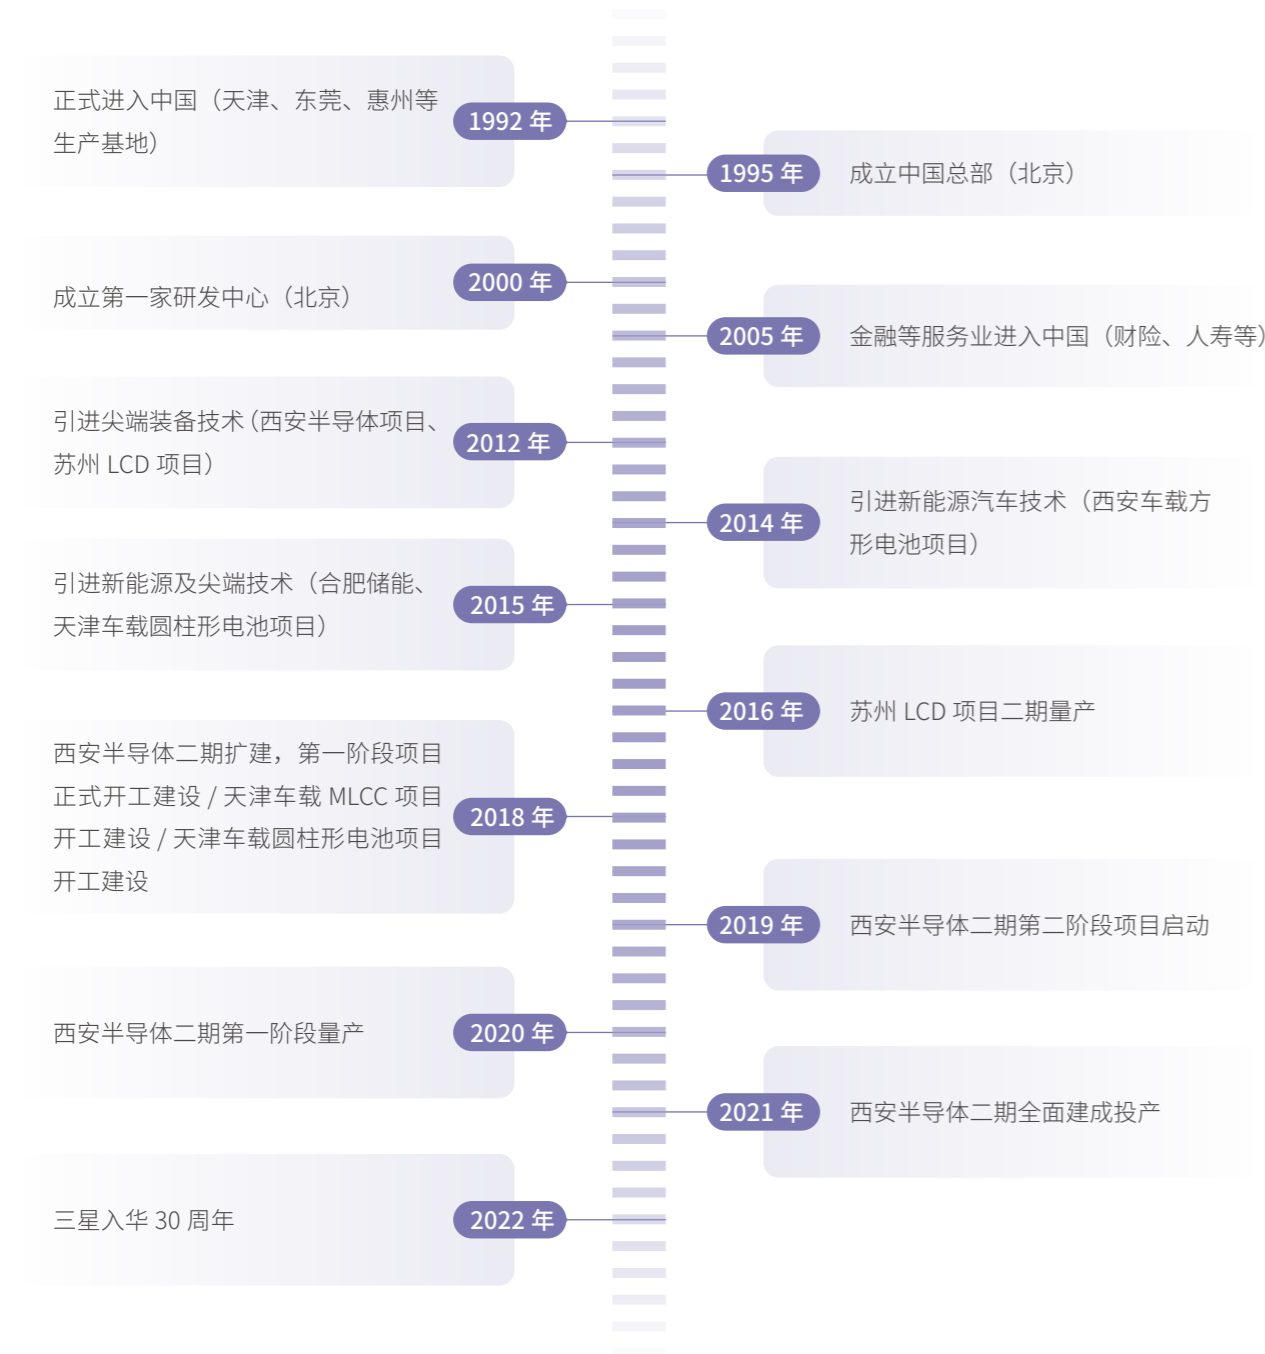 正式进入中国（天津、东莞、惠州等
生产基地）
1992 年
1995 年
成立中国总部（北京）
成立第一家研发中心（北京）
2000 年
2005 年
金融等服务业进入中国（财险、人寿等）
引进尖端装备技术（西安半导体项目、
苏州 LCD 项目）
2012 年
2014 年
引进新能源汽车技术（西安车载方
形电池项目）
引进新能源及尖端技术（合肥储能、
天津车载圆柱形电池项目）
2015 年
2016 年
苏州 LCD 项目二期量产
西安半导体二期扩建，第一阶段项目
正式开工建设 / 天津车载 MLCC 项目
开工建设 / 天津车载圆柱形电池项目
开工建设
2018 年
2019 年
西安半导体二期第二阶段项目启动
西安半导体二期第一阶段量产
2020 年
2021 年
西安半导体二期全面建成投产
三星入华 30 周年
2022 年